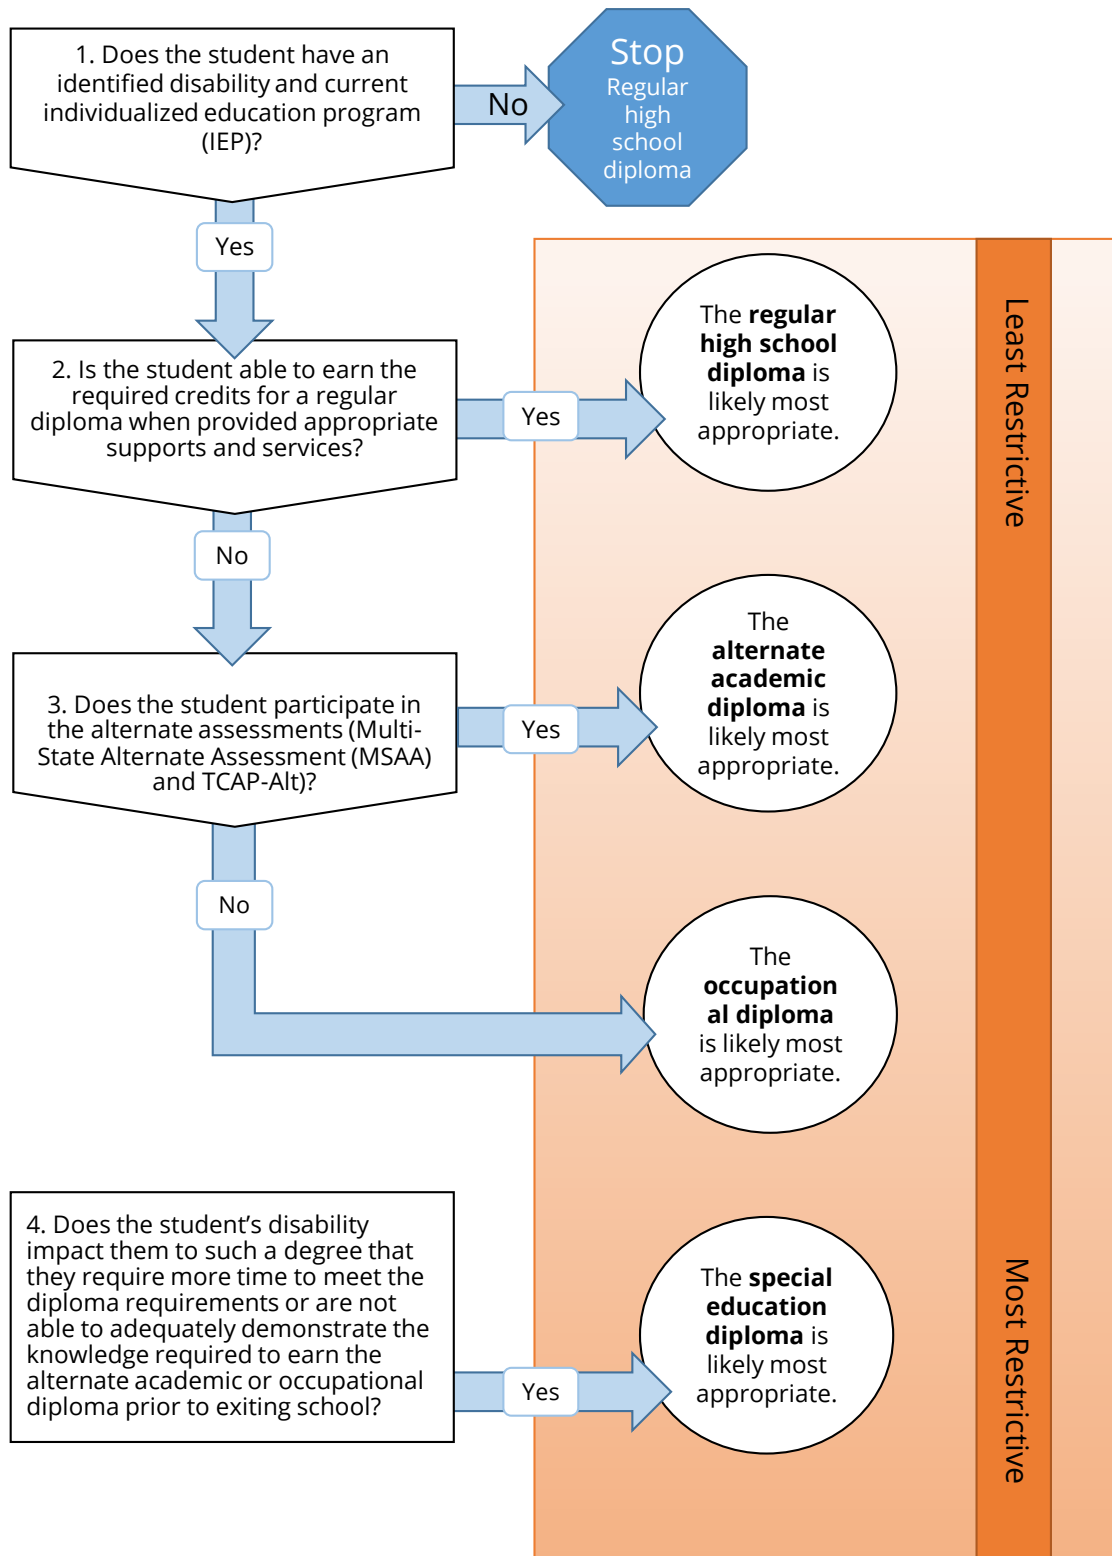 1. Does the student have an
identified disability and current
individualized education program
(IEP)?
No
Stop
Regular
high
school
diploma
Yes
2. Is the student able to earn the
required credits for a regular
diploma when provided appropriate
supports and services?
Yes
The regular
high school
diploma is
likely most
appropriate.
Least Restrictive
No
3. Does the student participate in
the alternate assessments (Multi-
State Alternate Assessment (MSAA)
and TCAP-Alt)?
Yes
The
alternate
academic
diploma is
likely most
appropriate.
No
The
occupation
al diploma
is likely most
appropriate.
4. Does the student’s disability
impact them to such a degree that
they require more time to meet the
diploma requirements or are not
able to adequately demonstrate the
knowledge required to earn the
alternate academic or occupational
diploma prior to exiting school?
Yes
The special
education
diploma is
likely most
appropriate.
Most Restrictive